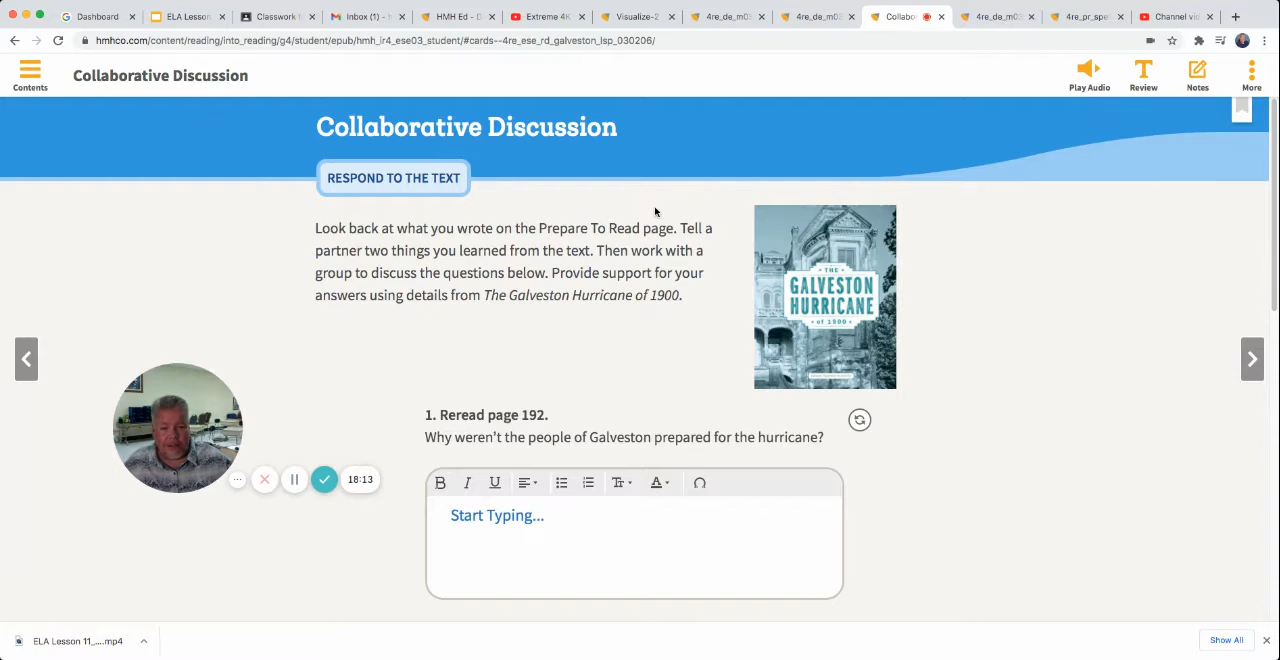 Dashboard
ELA Lesson
Classwork f
Inbox (1) - h
HMH Ed - D
Extreme 4K
Visualize-2
4re_de_m03
4re_de_m03
Collabo
4re_de_m03
4re_pr_spe
Channel vid
hmhco.com/content/reading/into_reading/g4/student/epub/hmh_ir4_ese03_student/#cards--4re_ese_rd_galveston_lsp_030206/
Contents
Collaborative Discussion
Play Audio
Review
Notes
More
Collaborative Discussion
RESPOND TO THE TEXT
Look back at what you wrote on the Prepare To Read page. Tell a
partner two things you learned from the text. Then work with a
group to discuss the questions below. Provide support for your
answers using details from The Galveston Hurricane of 1900.
THE
GALVESTON
HURRICANE
of 1900
1. Reread page 192.
Why weren't the people of Galveston prepared for the hurricane?
18:13
B I U
Start Typing...
ELA Lesson 11_....mp4
Show All